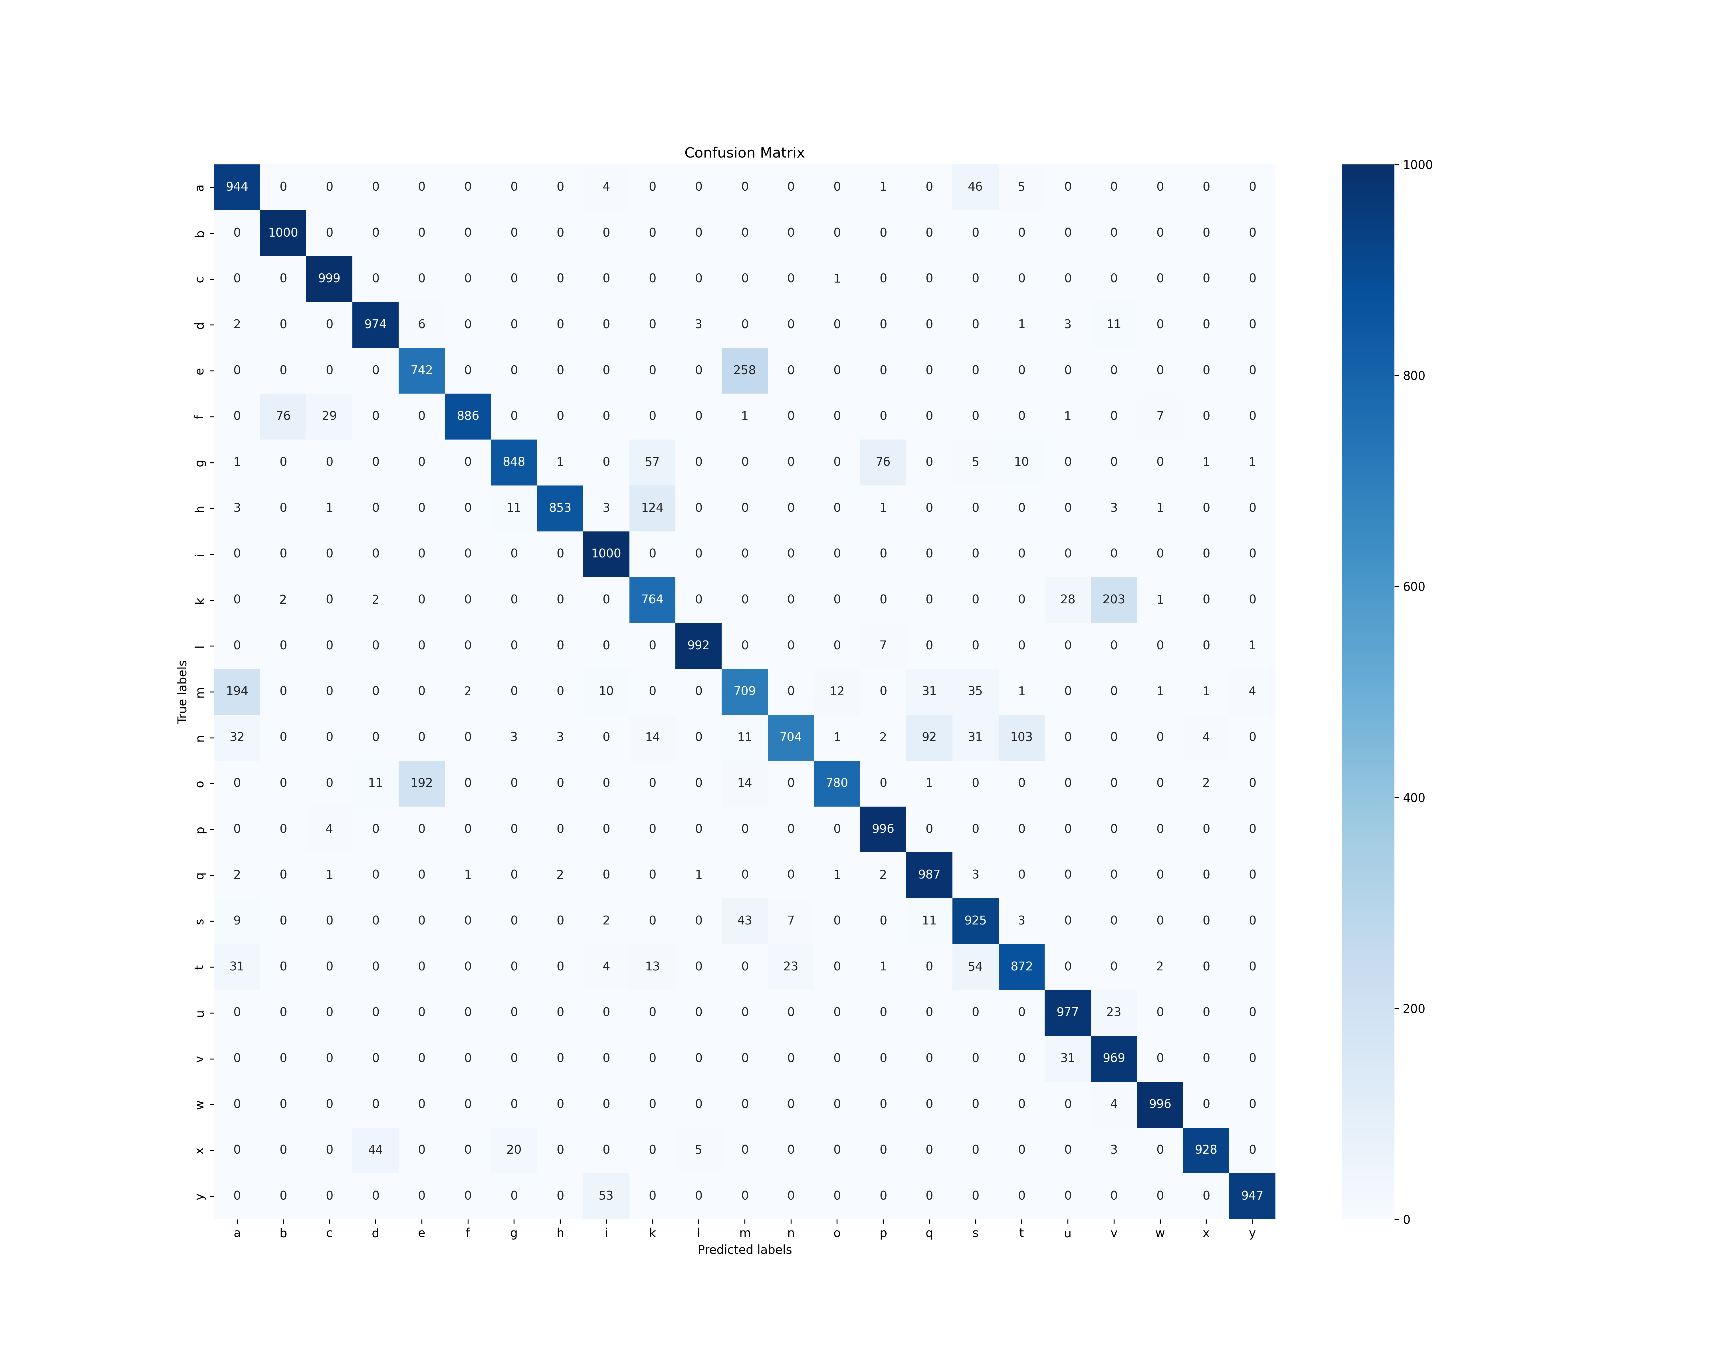 Confusion Matrix
a 944 0 0 0 0 0 0 0 4 0 0 0 0 0 1 0 46 5 0 0 0 0 0
b 0 1000 0 0 0 0 0 0 0 0 0 0 0 0 0 0 0 0 0 0 0 0 0
c 0 0 999 0 0 0 0 0 0 0 0 0 0 1 0 0 0 0 0 0 0 0 0
d 2 0 0 974 6 0 0 0 0 0 3 0 0 0 0 0 0 1 3 11 0 0 0
e 0 0 0 0 742 0 0 0 0 0 0 258 0 0 0 0 0 0 0 0 0 0 0
f 0 76 29 0 0 886 0 0 0 0 0 1 0 0 0 0 0 0 1 0 7 0 0
g 1 0 0 0 0 0 848 1 0 57 0 0 0 0 76 0 5 10 0 0 0 1 1
h 3 0 1 0 0 0 11 853 3 124 0 0 0 0 1 0 0 0 0 3 1 0 0
i 0 0 0 0 0 0 0 0 1000 0 0 0 0 0 0 0 0 0 0 0 0 0 0
k 0 2 0 2 0 0 0 0 0 764 0 0 0 0 0 0 0 0 28 203 1 0 0
l 0 0 0 0 0 0 0 0 0 0 992 0 0 0 7 0 0 0 0 0 0 0 1
m 194 0 0 0 0 2 0 0 10 0 0 709 0 12 0 31 35 1 0 0 1 1 4
n 32 0 0 0 0 0 3 3 0 14 0 11 704 1 2 92 31 103 0 0 0 4 0
o 0 0 0 11 192 0 0 0 0 0 0 14 0 780 0 1 0 0 0 0 0 2 0
p 0 0 4 0 0 0 0 0 0 0 0 0 0 0 996 0 0 0 0 0 0 0 0
q 2 0 1 0 0 1 0 2 0 0 1 0 0 1 2 987 3 0 0 0 0 0 0
s 9 0 0 0 0 0 0 0 2 0 0 43 7 0 0 11 925 3 0 0 0 0 0
t 31 0 0 0 0 0 0 0 4 13 0 0 23 0 1 0 54 872 0 0 2 0 0
u 0 0 0 0 0 0 0 0 0 0 0 0 0 0 0 0 0 0 977 23 0 0 0
v 0 0 0 0 0 0 0 0 0 0 0 0 0 0 0 0 0 0 31 969 0 0 0
w 0 0 0 0 0 0 0 0 0 0 0 0 0 0 0 0 0 0 0 4 996 0 0
x 0 0 0 44 0 0 20 0 0 0 5 0 0 0 0 0 0 0 0 3 0 928 0
y 0 0 0 0 0 0 0 0 53 0 0 0 0 0 0 0 0 0 0 0 0 0 947
a b c d e f g h i k l m n o p q s t u v w x y
Predicted labels
True labels
1000
800
600
400
200
0